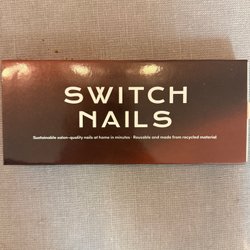 SWITCH
NAILS
Sustainable salon-quality nails at home in minutes · Reusable and made from recycled material